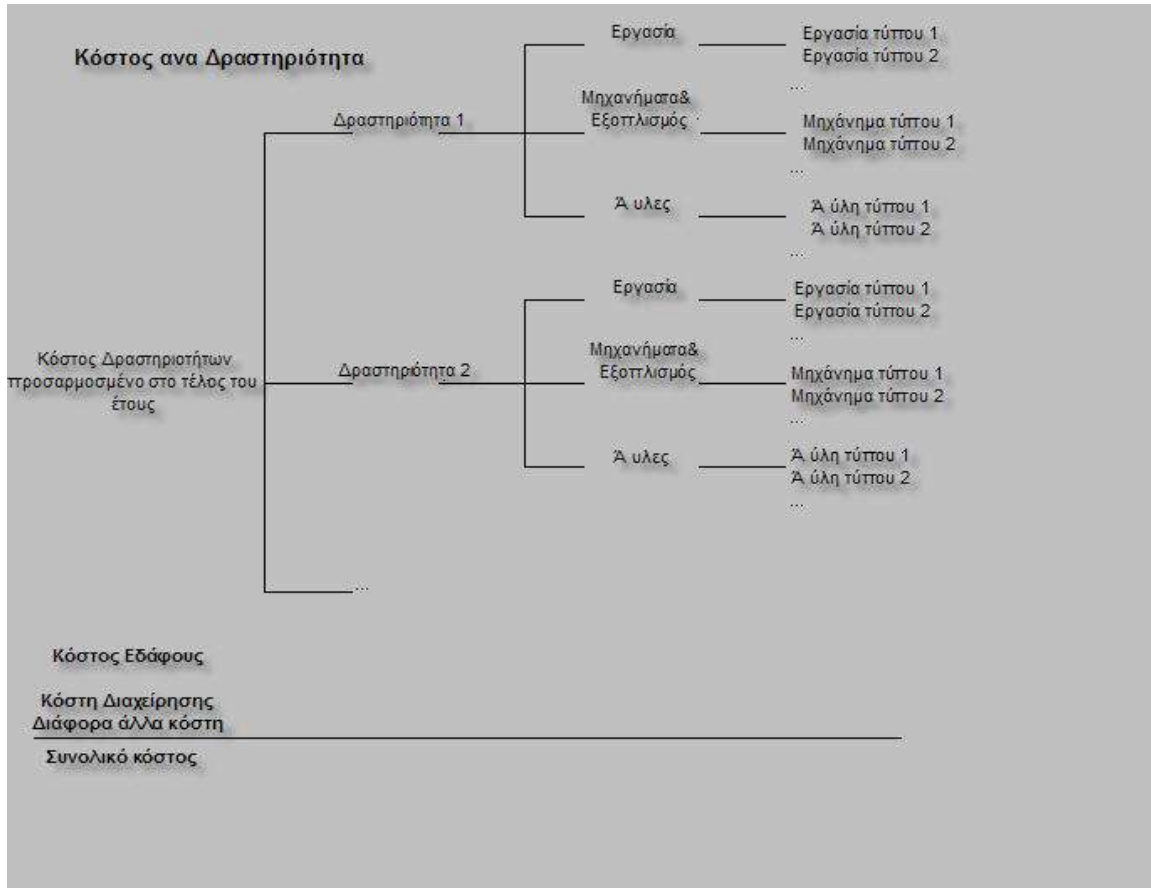 Κόστος ανα Δραστηριότητα
Εργασία
Εργασία τύπου 1
Εργασία τύπου 2
...
Δραστηριότητα 1
Μηχανήματα&
Εξοπλισμός
Μηχάνημα τύπου 1
Μηχάνημα τύπου 2
...
Ά υλες
Ά ύλη τύπου 1
Ά ύλη τύπου 2
...
Κόστος Δραστηριοτήτων
προσαρμοσμένο στο τέλος του
έτους
Εργασία
Εργασία τύπου 1
Εργασία τύπου 2
...
Δραστηριότητα 2
Μηχανήματα&
Εξοπλισμός
Μηχάνημα τύπου 1
Μηχάνημα τύπου 2
...
Ά υλες
Ά ύλη τύπου 1
Ά ύλη τύπου 2
...
...
Κόστος Εδάφους
Κόστη Διαχείρησης
Διάφορα άλλα κόστη
Συνολικό κόστος